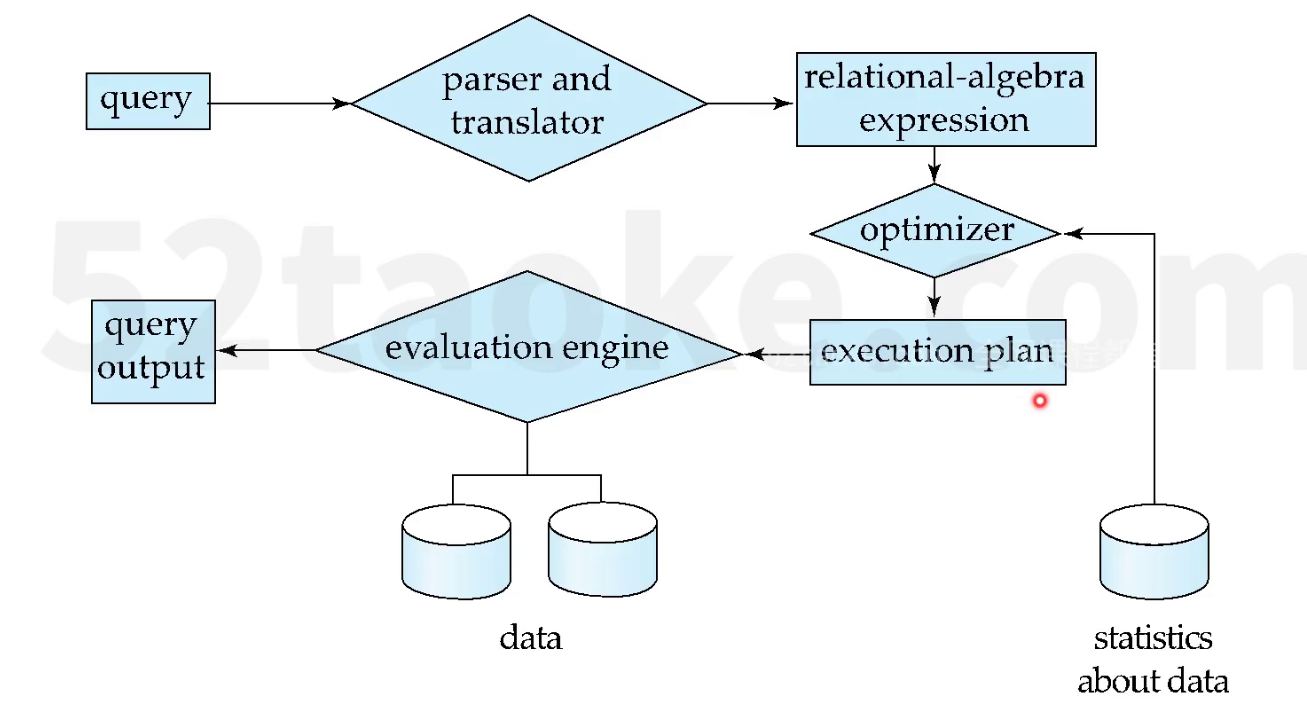 query
parser and
translator
relational-algebra
expression
optimizer
52taoke.com
query
output
evaluation engine
execution plan
data
statistics
about data